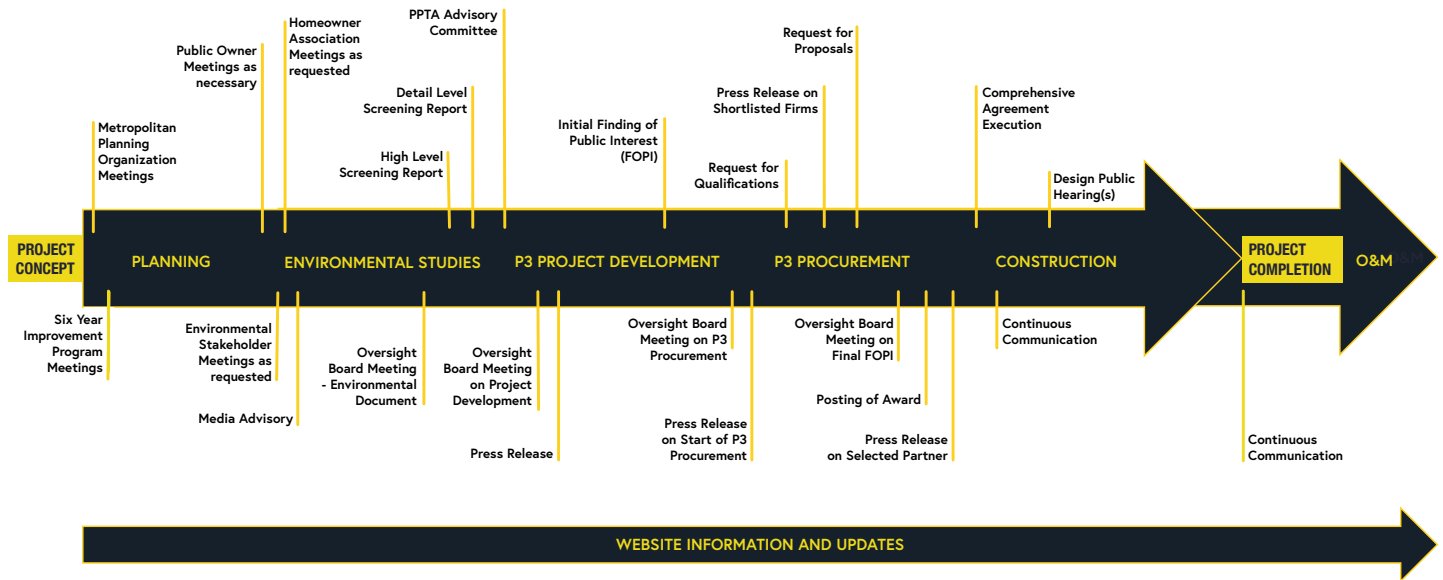 Metropolitan
Planning
Organization
Meetings
Public Owner
Meetings as
necessary
Homeowner
Association
Meetings as
requested
High Level
Screening Report
Detail Level
Screening Report
PPTA Advisory
Committee
Initial Finding of
Public Interest
(FOPI)
Request for
Qualifications
Press Release on
Shortlisted Firms
Request for
Proposals
Comprehensive
Agreement
Execution
Design Public
Hearing(s)
PROJECT
CONCEPT
PLANNING
ENVIRONMENTAL STUDIES
P3 PROJECT DEVELOPMENT
P3 PROCUREMENT
CONSTRUCTION
PROJECT
COMPLETION
O&M
O&M
Six Year
Improvement
Program
Meetings
Environmental
Stakeholder
Meetings as
requested
Media Advisory
Oversight
Board Meeting
- Environmental
Document
Oversight
Board Meeting
on Project
Development
Press Release
Oversight Board
Meeting on P3
Procurement
Press Release
on Start of P3
Procurement
Oversight Board
Meeting on
Final FOPI
Posting of Award
Press Release
on Selected Partner
Continuous
Communication
Continuous
Communication
WEBSITE INFORMATION AND UPDATES